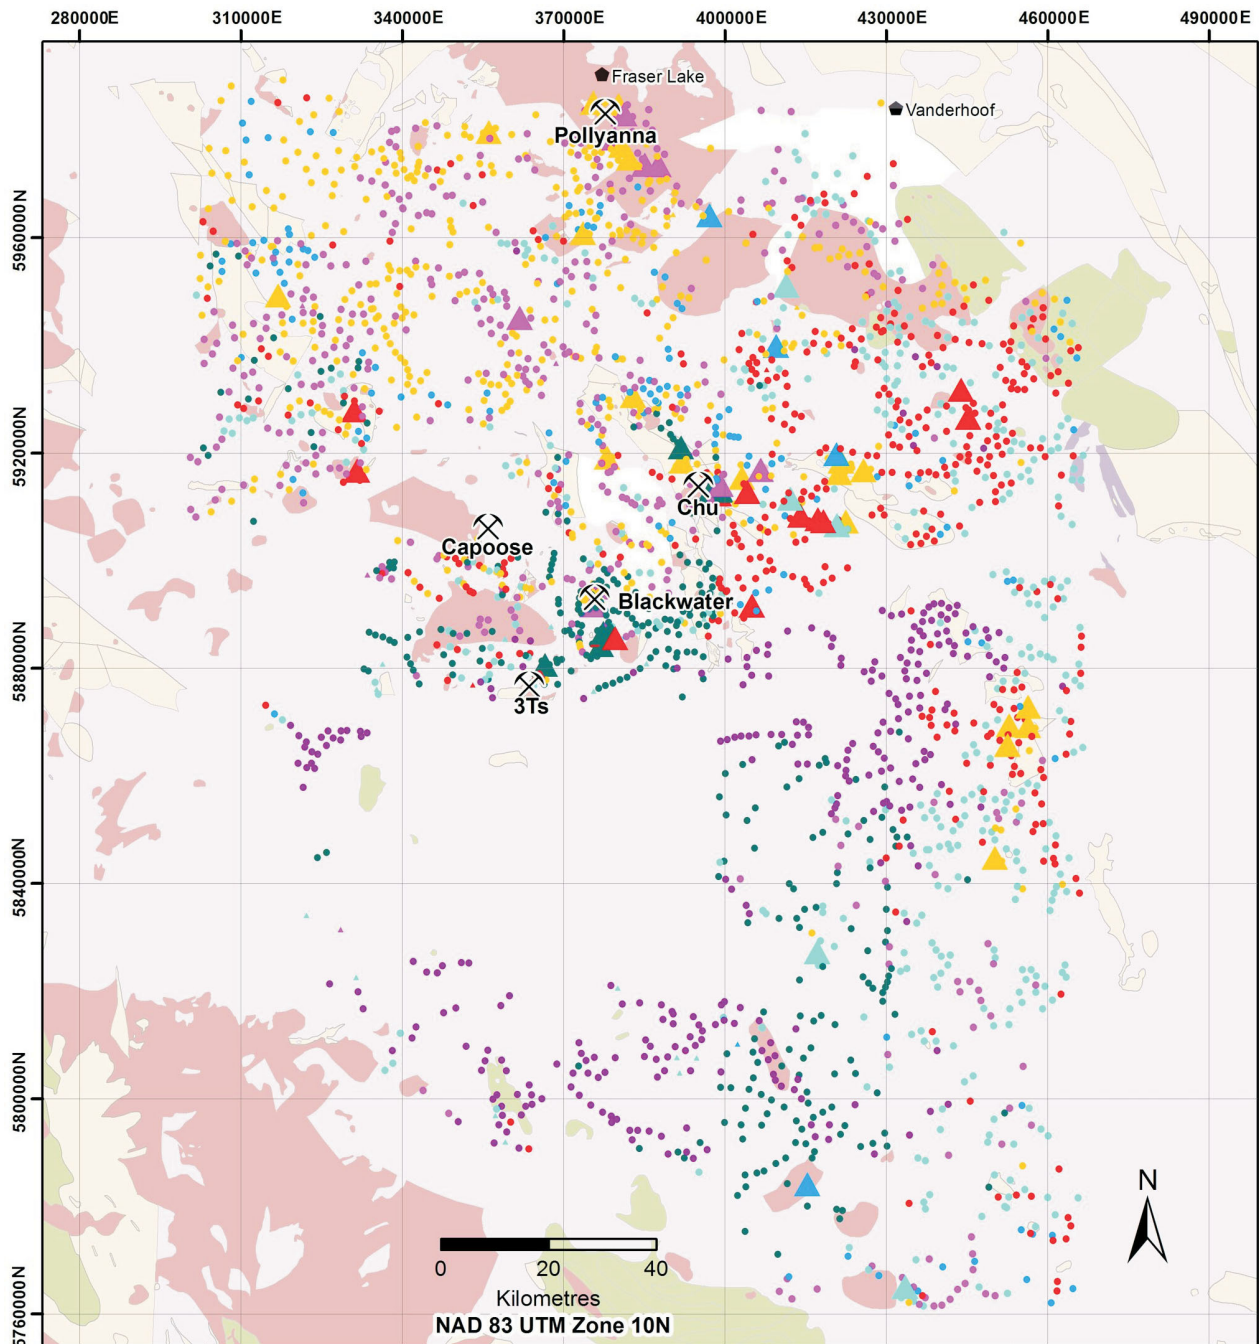 280000E 310000E 340000E 370000E 400000E 430000E 460000E 490000E
Fraser Lake
Vanderhoof
Pollyanna
5960000N
5920000N
Chu
Capoose
Blackwater
5880000N
3Ts
5840000N
5800000N
N
0 20 40
Kilometres
NAD 83 UTM Zone 10N
5760000N